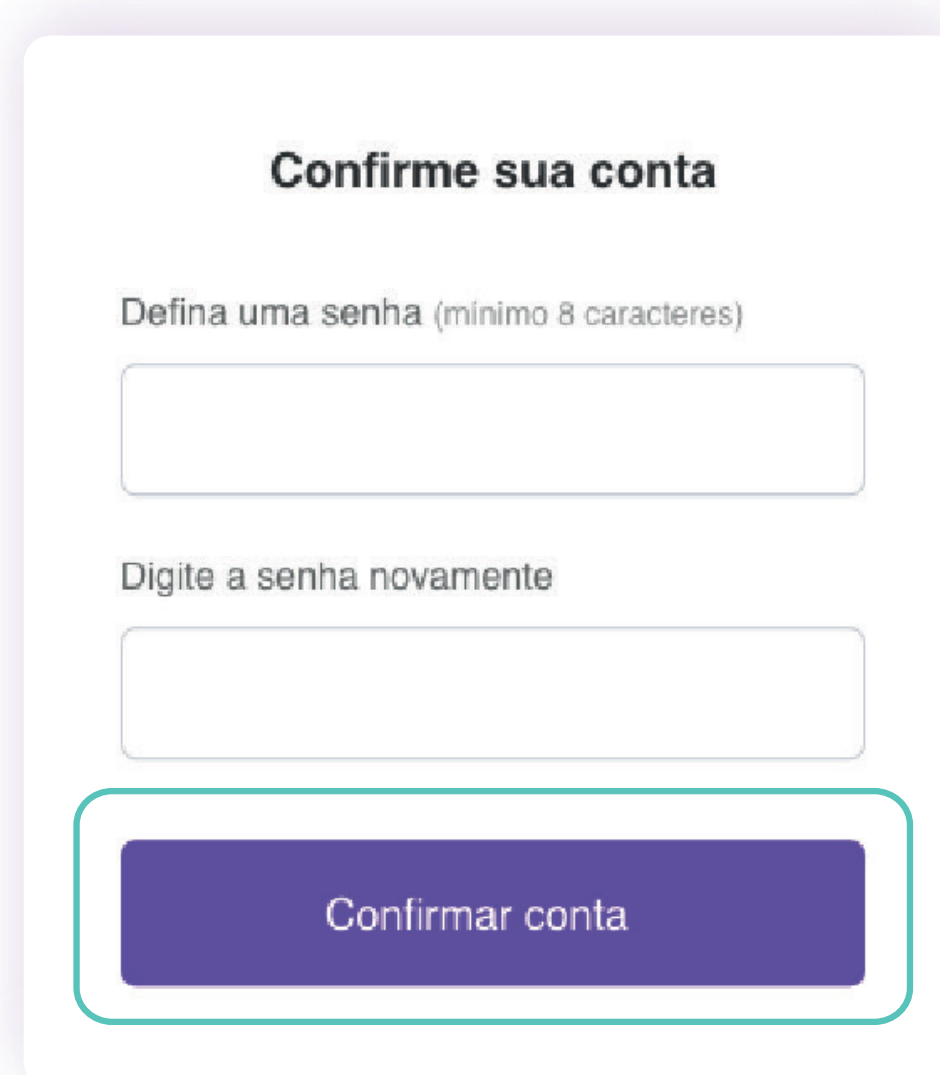 Confirme sua conta
Defina uma senha (mínimo 8 caracteres)
Digite a senha novamente
Confirmar conta